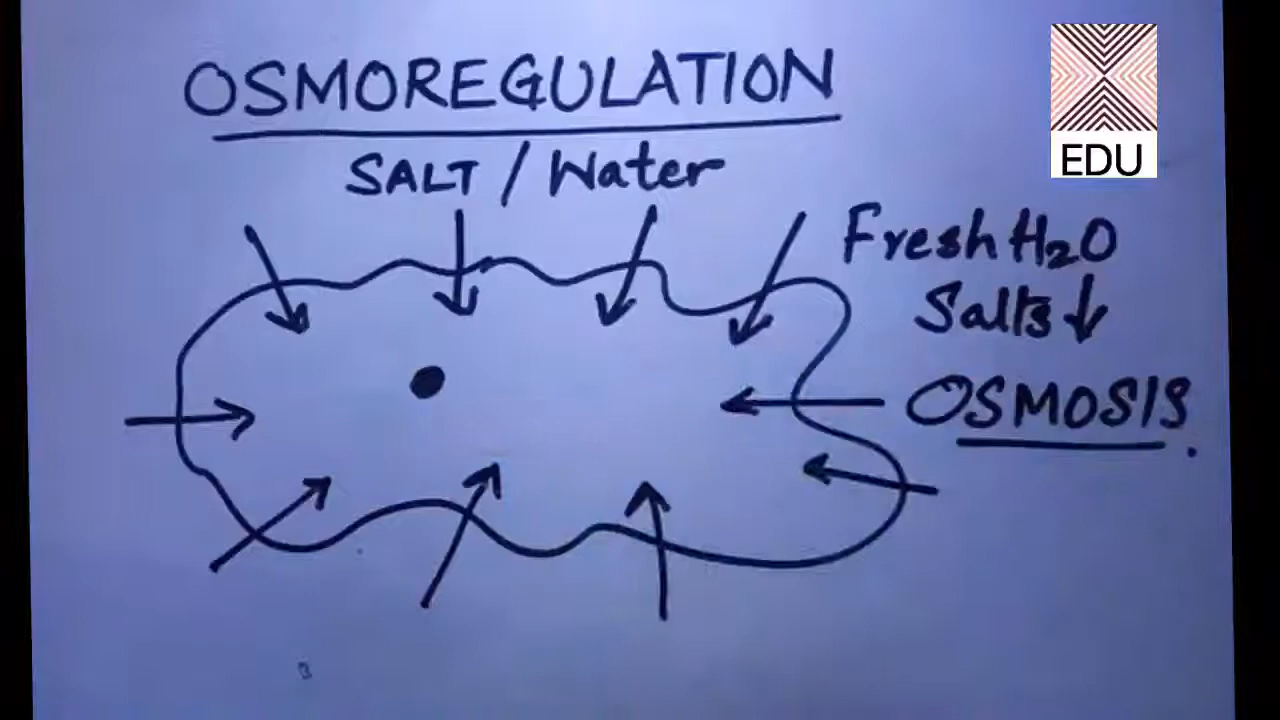 OSMOREGULATION
SALT / Water
EDU
Fresh H2O
Salts ↓
OSMOSIS.